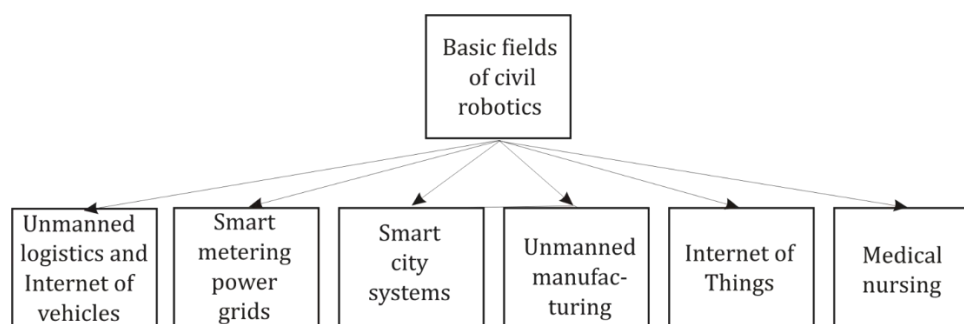 Basic fields
of civil
robotics
Unmanned
logistics and
Internet of
vehicles
Smart
metering
power
grids
Smart
city
systems
Unmanned
manufac-
turing
Internet of
Things
Medical
nursing